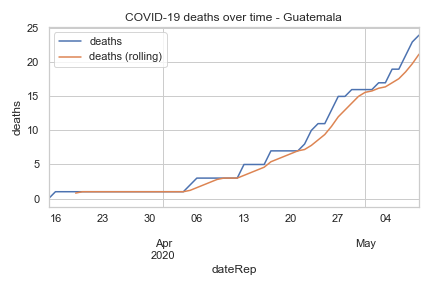 COVID-19 deaths over time - Guatemala
deaths
deaths (rolling)
25
20
15
10
5
0
deaths
16 23 30 06 13 20 27 04
Apr May
2020
dateRep